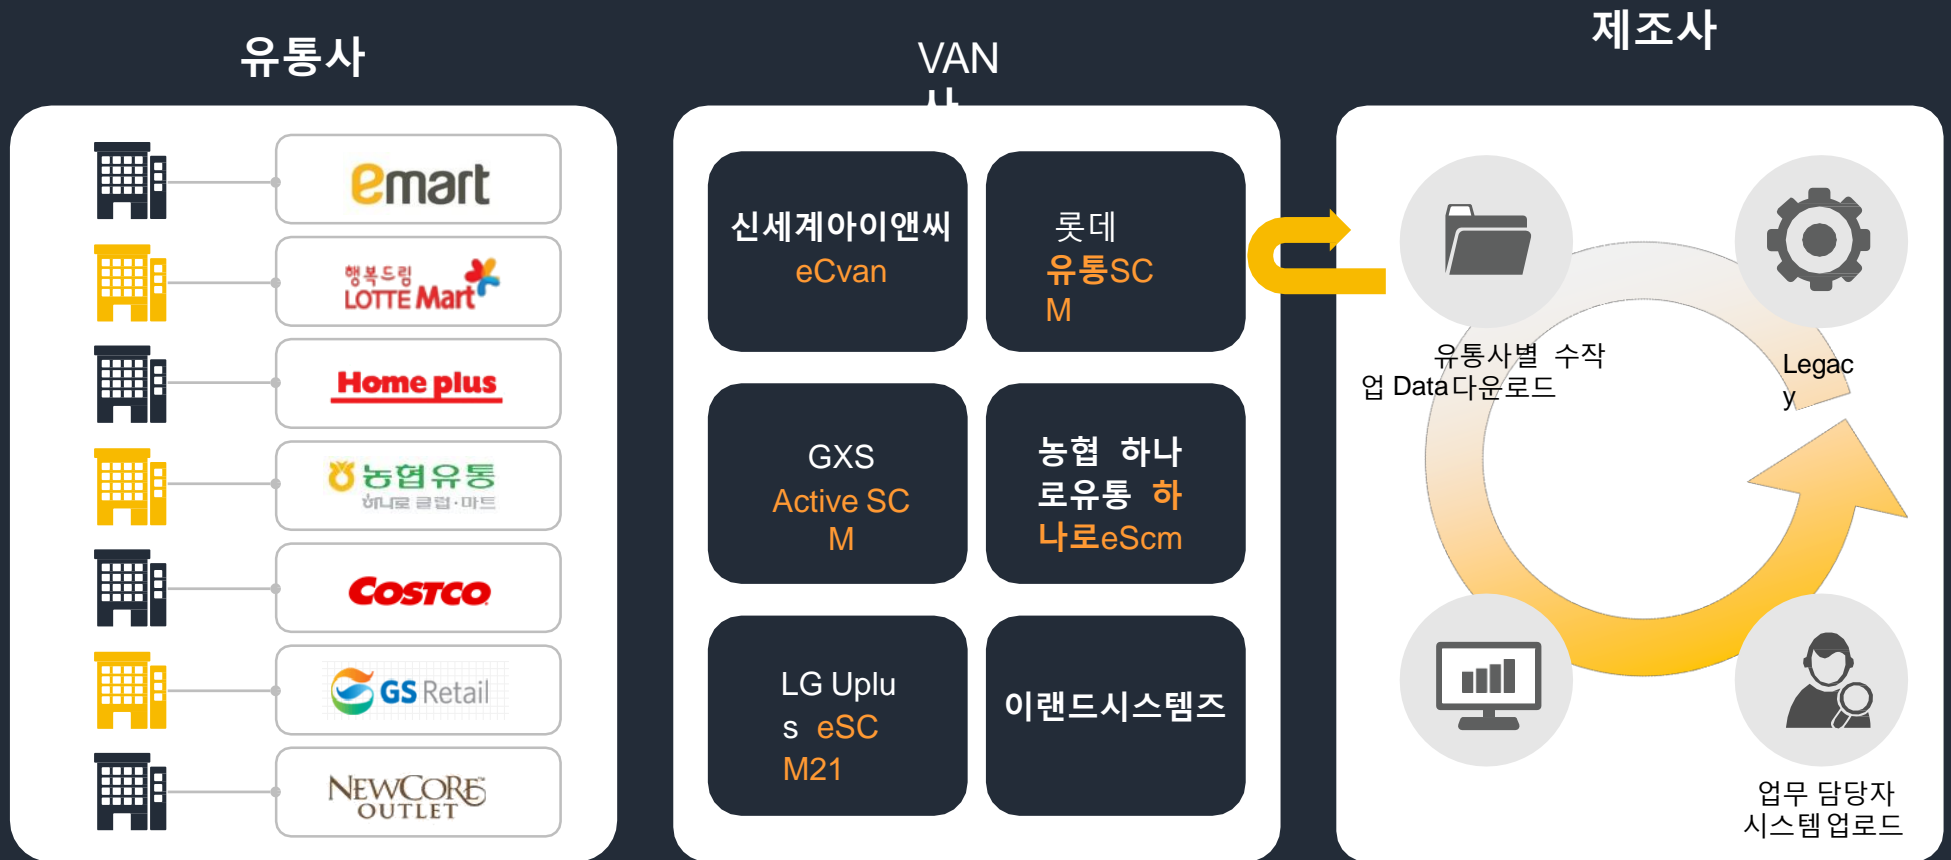 유통사
emart
행복드림
LOTTE Mart
Home plus
농협유통
하나로 클럽·마트
COSTCO
GS Retail
NEWCORE
OUTLET
VAN
사
신세계아이앤씨
eCvan
롯데
유통SC
M
GXS
Active SC
M
농협 하나
로유통 하
나로eScm
LG Uplu
s eSC
M21
이랜드시스템즈
제조사
유통사별 수작
업 Data다운로드
Legac
y
업무 담당자
시스템 업로드